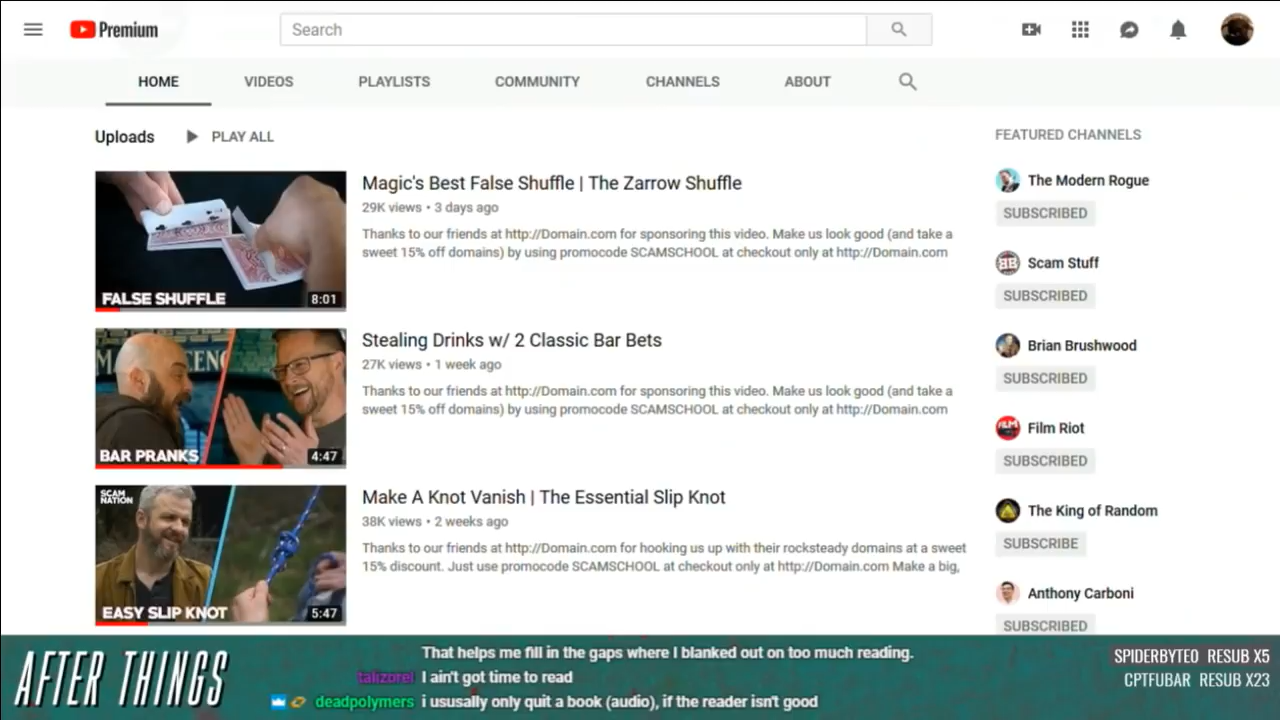 Premium
Search
HOME
VIDEOS
PLAYLISTS
COMMUNITY
CHANNELS
ABOUT
Uploads
PLAY ALL
FALSE SHUFFLE
8:01
Magic's Best False Shuffle | The Zarrow Shuffle
29K views • 3 days ago
Thanks to our friends at http://Domain.com for sponsoring this video. Make us look good (and take a
sweet 15% off domains) by using promocode SCAMSCHOOL at checkout only at http://Domain.com
BAR PRANKS
4:47
Stealing Drinks w/ 2 Classic Bar Bets
27K views • 1 week ago
Thanks to our friends at http://Domain.com for sponsoring this video. Make us look good (and take a
sweet 15% off domains) by using promocode SCAMSCHOOL at checkout only at http://Domain.com
SCAM
NATION
EASY SLIP KNOT
5:47
Make A Knot Vanish | The Essential Slip Knot
38K views • 2 weeks ago
Thanks to our friends at http://Domain.com for hooking us up with their rocksteady domains at a sweet
15% discount. Just use promocode SCAMSCHOOL at checkout only at http://Domain.com Make a big,
FEATURED CHANNELS
The Modern Rogue
SUBSCRIBED
Scam Stuff
SUBSCRIBED
Brian Brushwood
SUBSCRIBED
Film Riot
SUBSCRIBED
The King of Random
SUBSCRIBE
Anthony Carboni
SUBSCRIBED
AFTER THINGS
That helps me fill in the gaps where I blanked out on too much reading.
talizorel I ain't got time to read
deadpolymers i ususally only quit a book (audio), if the reader isn't good
SPIDERBYTE0 RESUB X5
CPTFUBAR RESUB X23